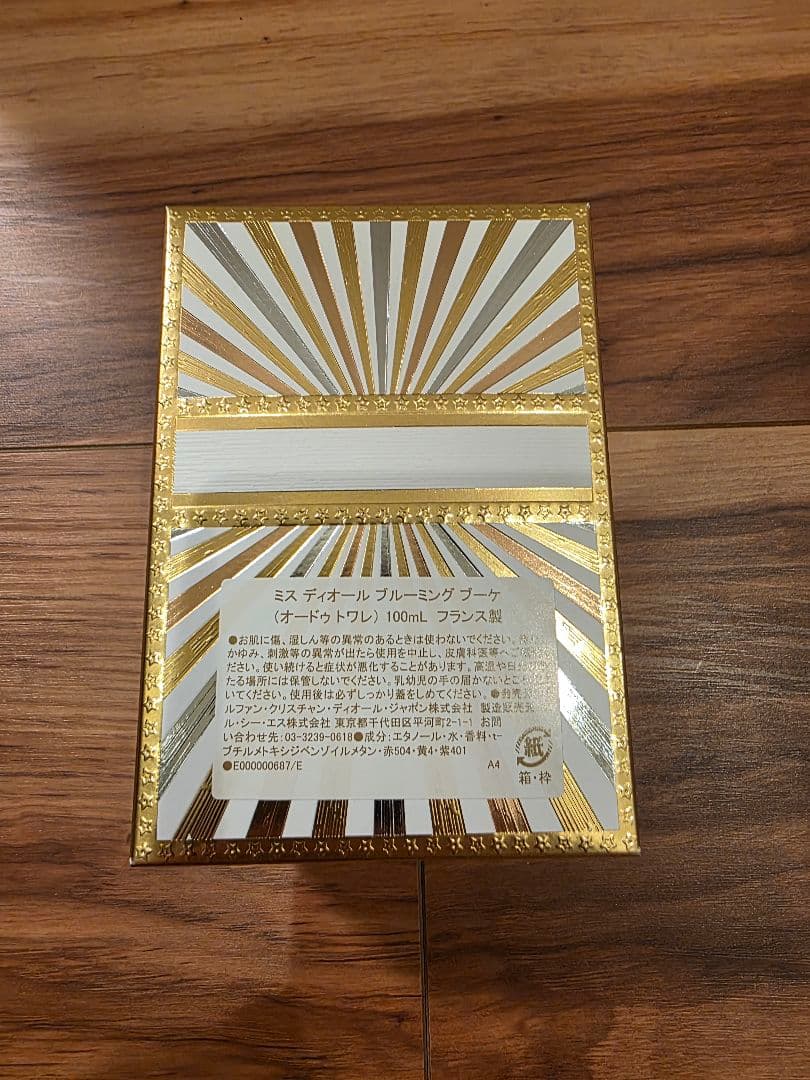 ミス ディオール ブルーミング ブーケ
(オードゥ トワレ) 100mL フランス製
●お肌に傷、湿しん等の異常のあるときは使わないでください。
かゆみ、刺激等の異常が出たら使用を中止し、皮膚科医等へご
ださい。使い続けると症状が悪化することがあります。高温や日
たる場所には保管しないでください。乳幼児の手の届かないところ
いてください。使用後は必ずしっかり蓋をしめてください。●発売元
ルファン・クリスチャン・ディオール・ジャポン株式会社 製造販売元
ル・シー・エス株式会社 東京都千代田区平河町2-1-1 お問
い合わせ先:03-3239-0618●成分:エタノール・水・香料・t-
ブチルメトキシジベンゾイルメタン・赤504・黄4・紫401
●E000000687/E A4
紙
箱・枠